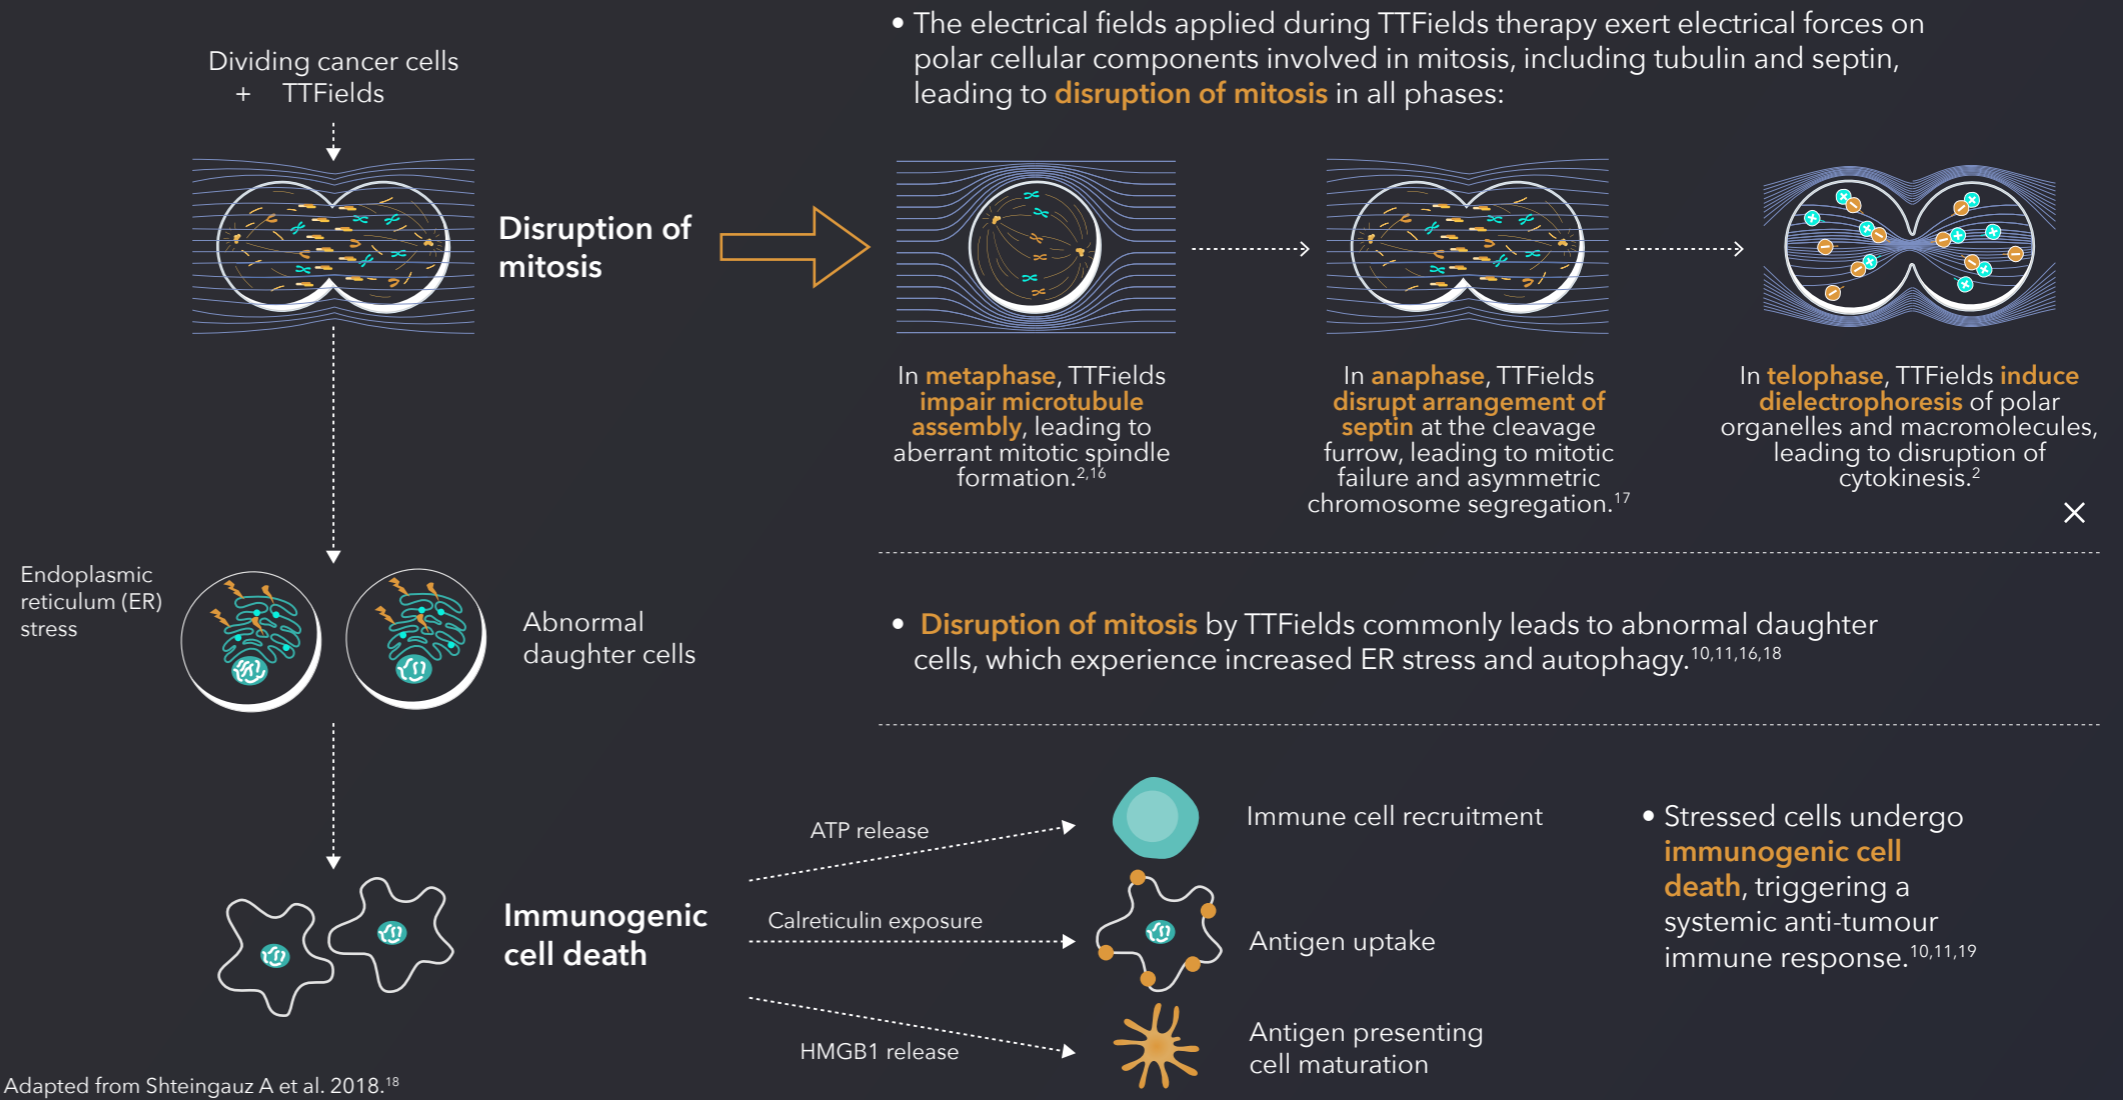 Dividing cancer cells
+ TTFields
Disruption of
mitosis
• The electrical fields applied during TTFields therapy exert electrical forces on
polar cellular components involved in mitosis, including tubulin and septin,
leading to disruption of mitosis in all phases:
In metaphase, TTFields
impair microtubule
assembly, leading to
aberrant mitotic spindle
formation.2,16
In anaphase, TTFields
disrupt arrangement of
septin at the cleavage
furrow, leading to mitotic
failure and asymmetric
chromosome segregation.17
In telophase, TTFields induce
dielectrophoresis of polar
organelles and macromolecules,
leading to disruption of
cytokinesis.2
Endoplasmic
reticulum (ER)
stress
Abnormal
daughter cells
• Disruption of mitosis by TTFields commonly leads to abnormal daughter
cells, which experience increased ER stress and autophagy.10,11,16,18
Immunogenic
cell death
ATP release
Immune cell recruitment
Calreticulin exposure
Antigen uptake
HMGB1 release
Antigen presenting
cell maturation
• Stressed cells undergo
immunogenic cell
death, triggering a
systemic anti-tumour
immune response.10,11,19
Adapted from Shteingauz A et al. 2018.18